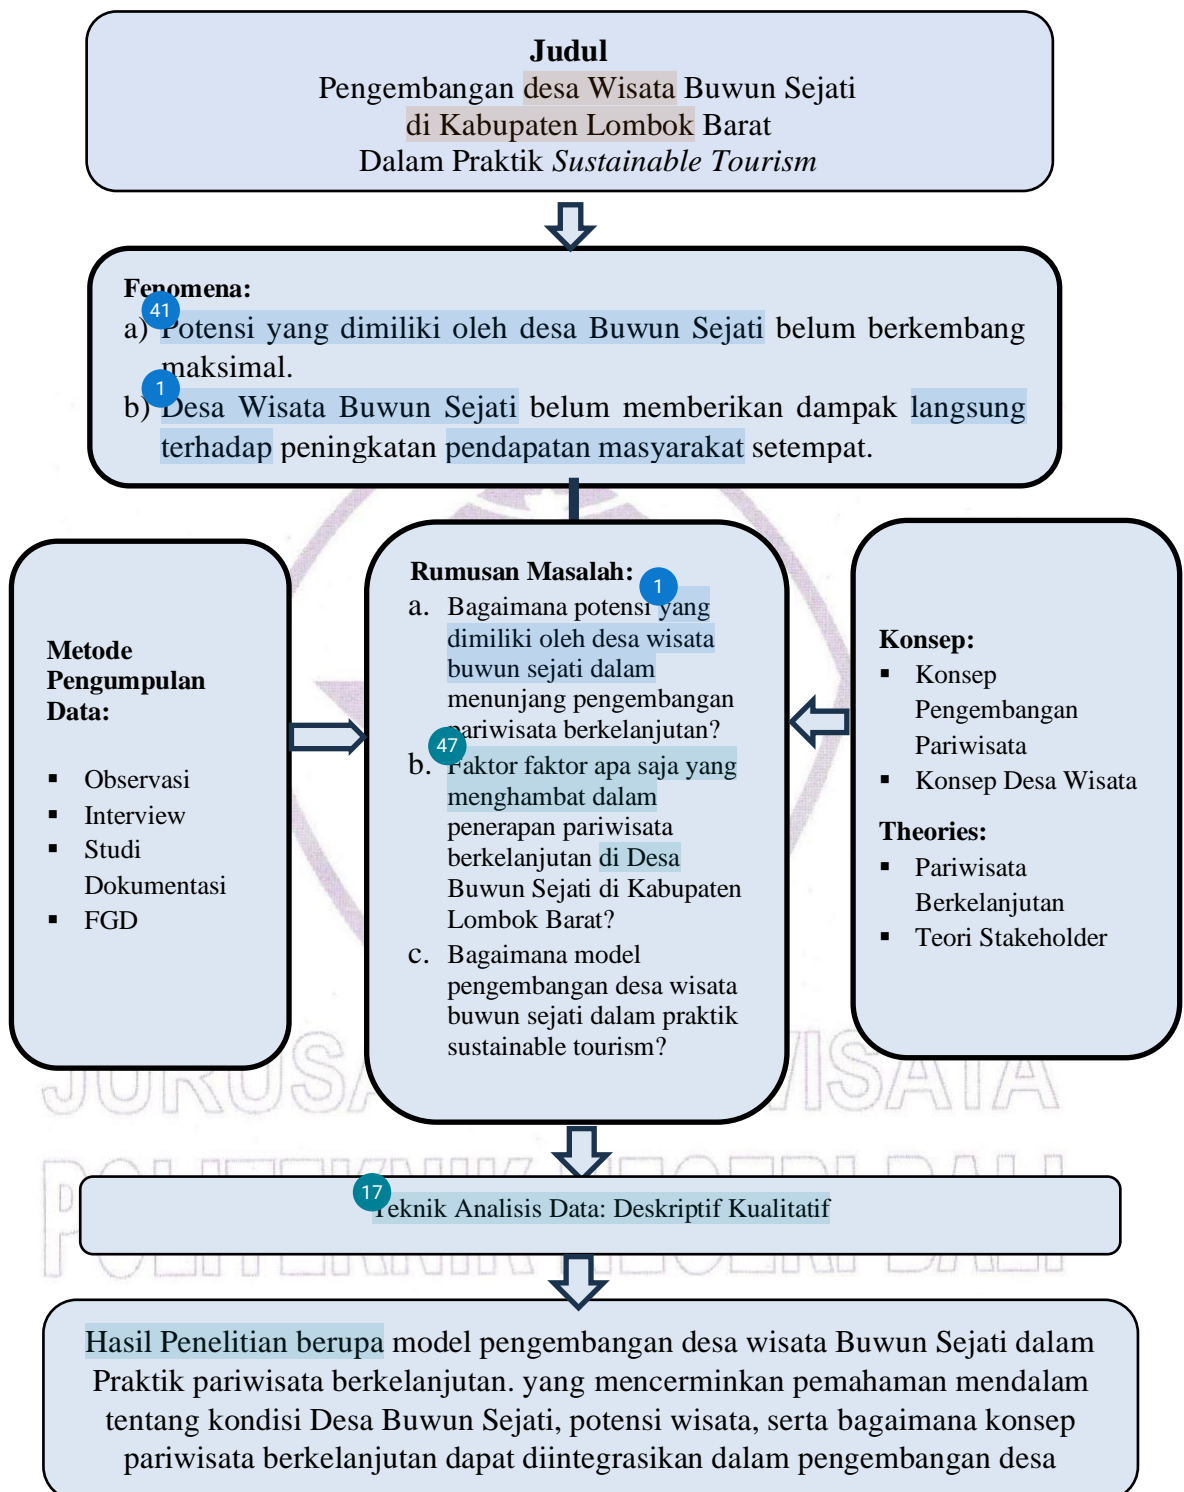 Judul
Pengembangan desa Wisata Buwun Sejati
di Kabupaten Lombok Barat
Dalam Praktik Sustainable Tourism
Fenomena:
41
a) Potensi yang dimiliki oleh desa Buwun Sejati belum berkembang
maksimal.
1
b) Desa Wisata Buwun Sejati belum memberikan dampak langsung
terhadap peningkatan pendapatan masyarakat setempat.
Metode
Pengumpulan
Data:
▪ Observasi
▪ Interview
▪ Studi
Dokumentasi
▪ FGD
Rumusan Masalah:
1
a. Bagaimana potensi yang
dimiliki oleh desa wisata
buwun sejati dalam
menunjang pengembangan
pariwisata berkelanjutan?
47
b. Faktor faktor apa saja yang
menghambat dalam
penerapan pariwisata
berkelanjutan di Desa
Buwun Sejati di Kabupaten
Lombok Barat?
c. Bagaimana model
pengembangan desa wisata
buwun sejati dalam praktik
sustainable tourism?
Konsep:
▪ Konsep
Pengembangan
Pariwisata
▪ Konsep Desa Wisata
Theories:
▪ Pariwisata
Berkelanjutan
▪ Teori Stakeholder
17
Teknik Analisis Data: Deskriptif Kualitatif
POLITEKNIK NEGERI BALI
Hasil Penelitian berupa model pengembangan desa wisata Buwun Sejati dalam
Praktik pariwisata berkelanjutan. yang mencerminkan pemahaman mendalam
tentang kondisi Desa Buwun Sejati, potensi wisata, serta bagaimana konsep
pariwisata berkelanjutan dapat diintegrasikan dalam pengembangan desa